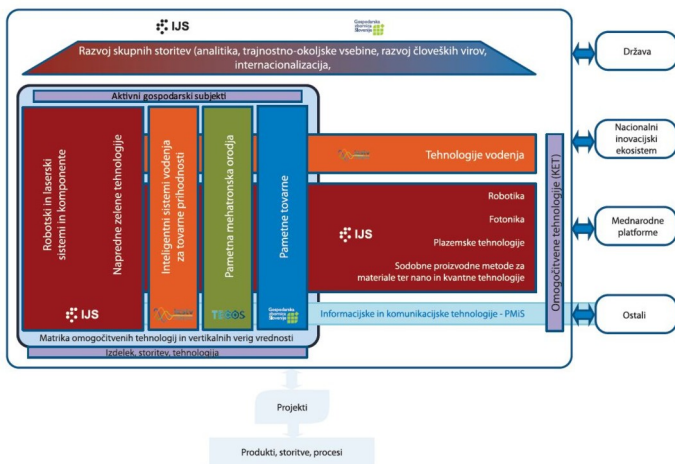 IJS
Gospodarska
zbornica
Slovenije
Razvoj skupnih storitev (analitika, trajnostno-okoljske vsebine, razvoj človeških virov,
internacionalizacija,
Država
Aktivni gospodarski subjekti
Nacionalni
inovacijski
ekosistem
Robotski in laserski
sistemi in komponente
Napredne zelene tehnologije
Inteligentni sistemi vodenja
za tovarne prihodnosti
Pametna mehatronska orodja
Pametne tovarne
Tehnologije vodenja
Omogočitvene tehnologije (KET)
Robotika
Fotonika
IJS
Plazemske tehnologije
Sodobne proizvodne metode za
materiale ter nano in kvantne tehnologije
Mednarodne
platforme
IJS
Gospodarska
zbornica
Slovenije
Informacijske in komunikacijske tehnologije - PMiS
Ostali
Matrika omogočitvenih tehnologij in vertikalnih verig vrednosti
Izdelek, storitev, tehnologija
Projekti
Produkti, storitve, procesi